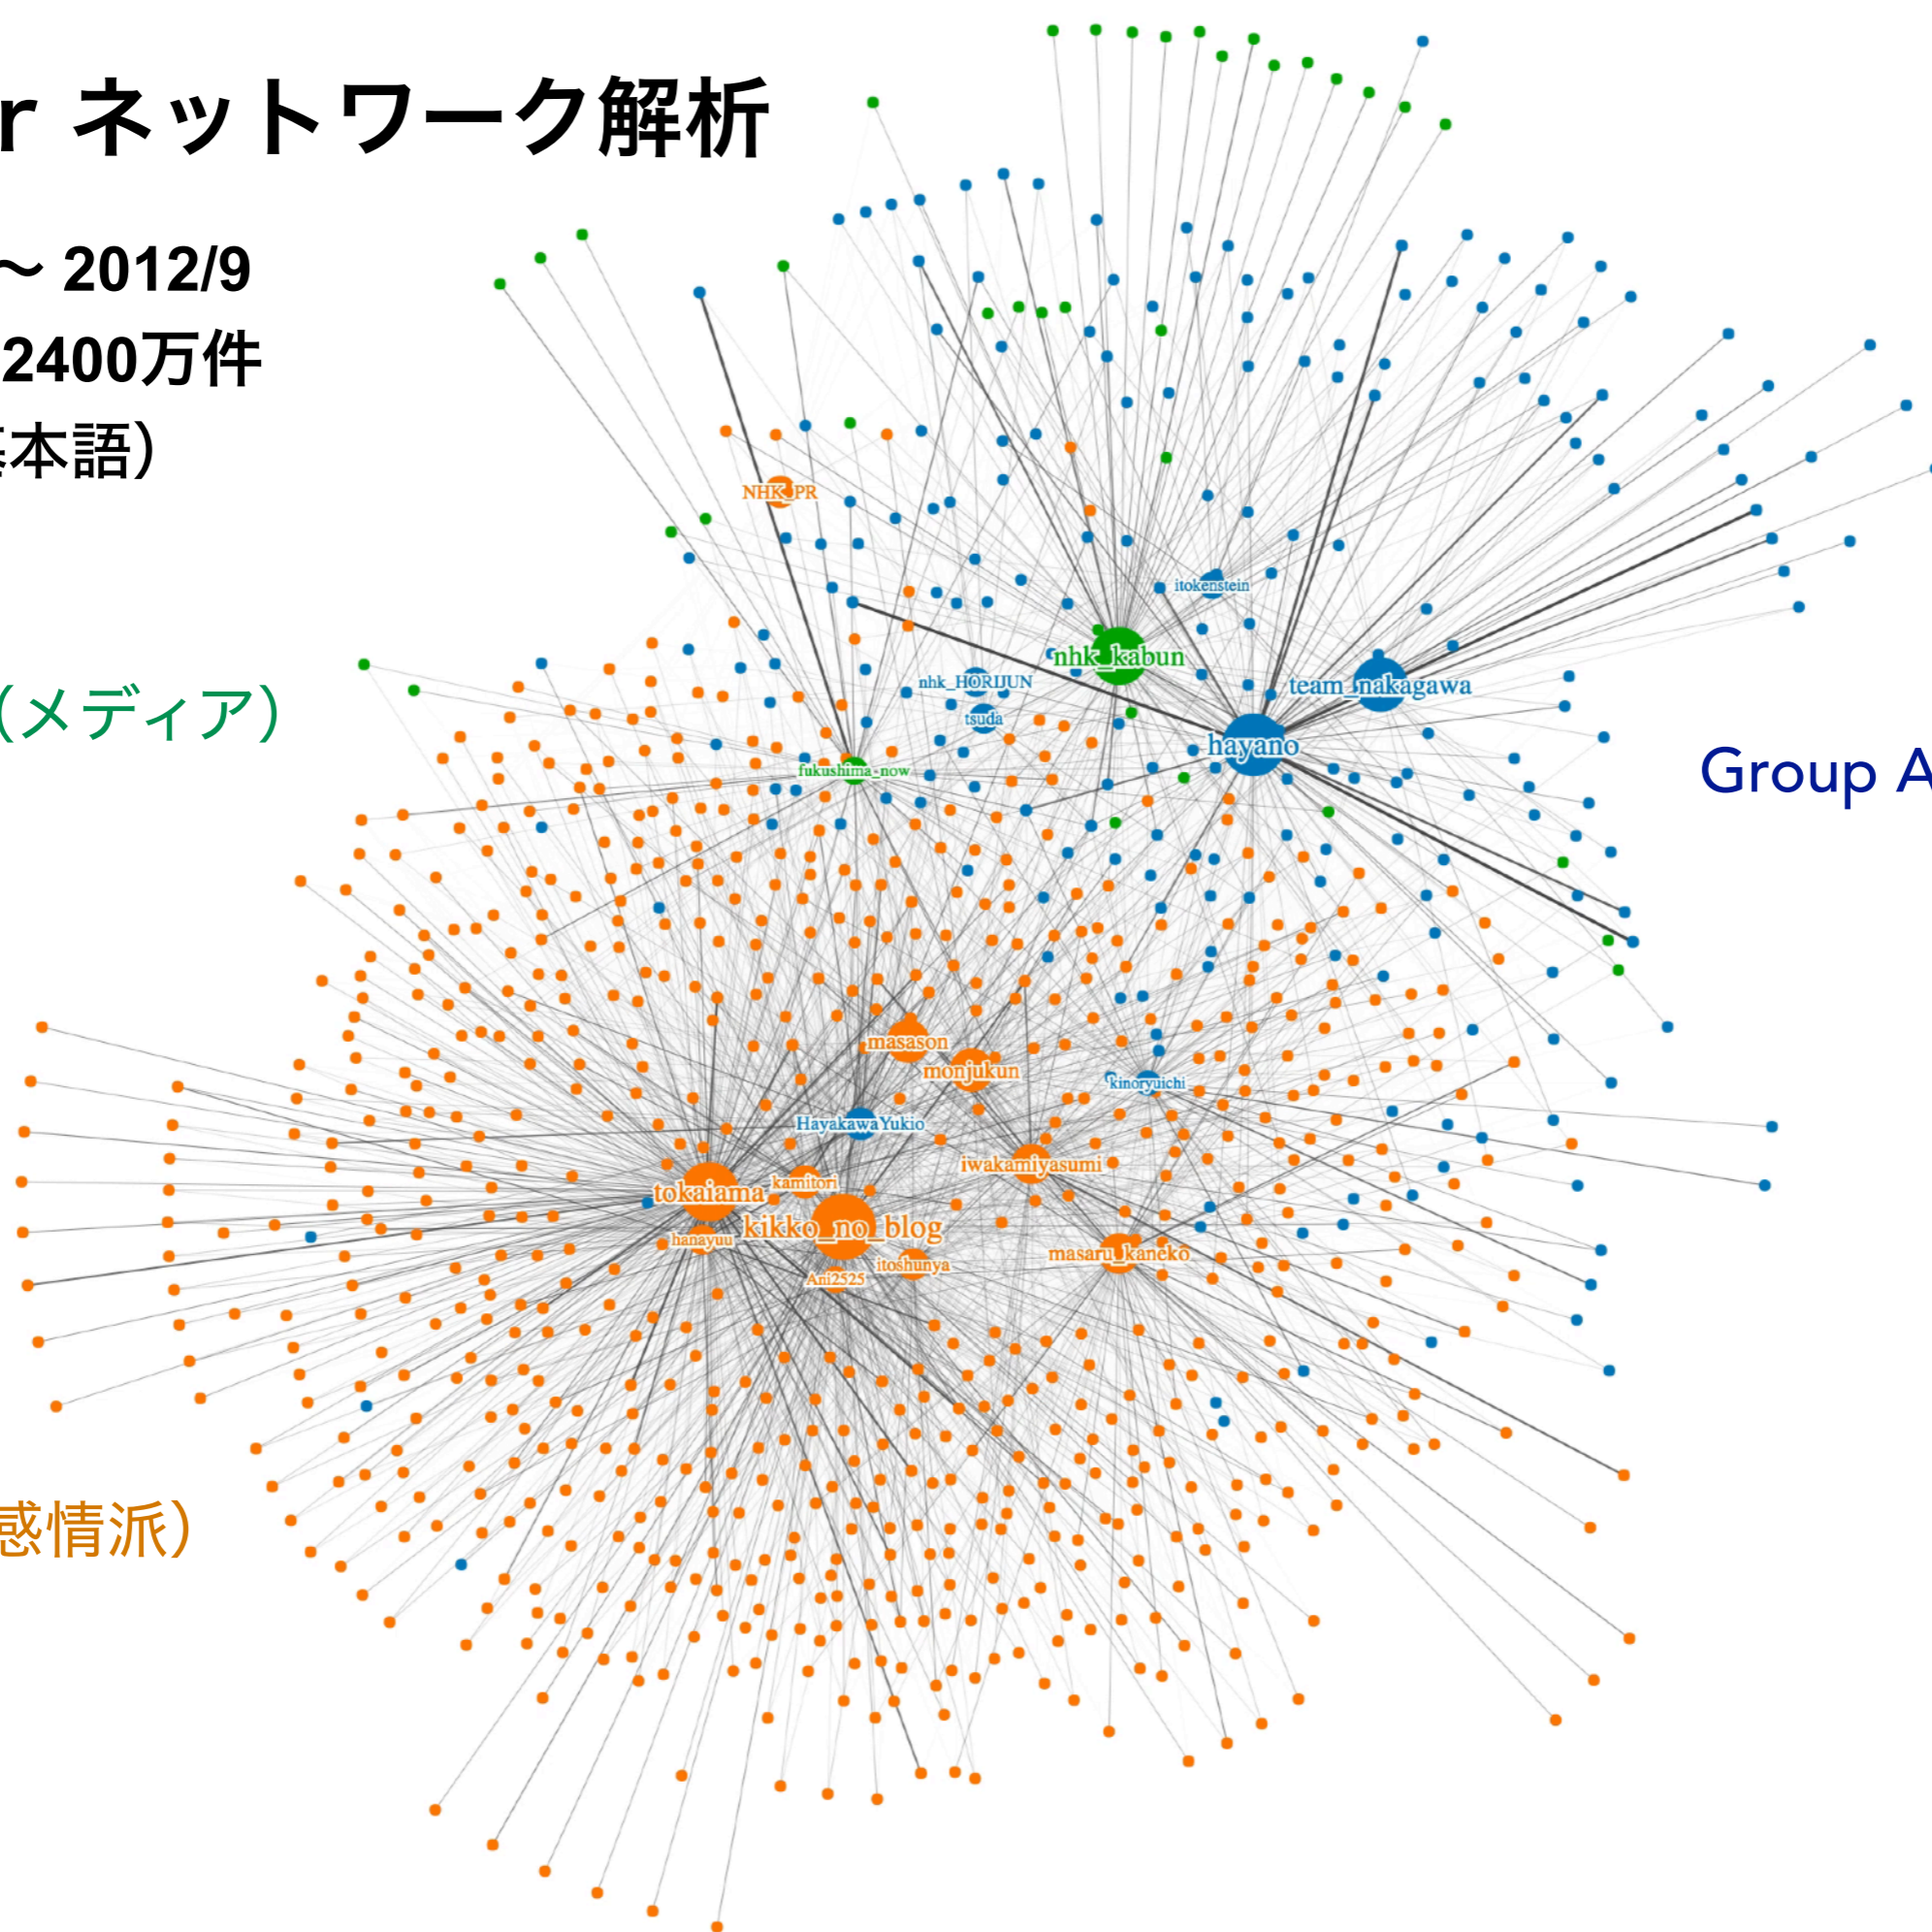 r ネットワーク解析
～ 2012/9
2400万件
基本語）
NHK_PR
itokenstein
nhk_kabun
nhk_HORIJUN
team_nakagawa
（メディア）
tsuda
hayano
fukushima_now
Group A
masason
monjukun
kinoryuichi
HayakawaYukio
iwakamiyasumi
kamitori
tokaiama
kikko_no_blog
hanayuu
masaru_kaneko
itoshunya
Ani2525
感情派）